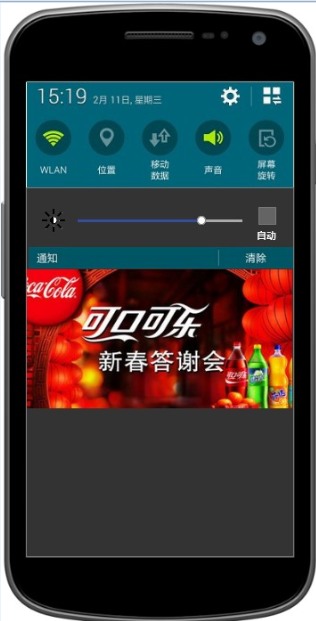 15:19 2月 11日, 星期三
WLAN
位置
移动
数据
声音
屏幕
旋转
自动
通知
清除
Coca-Cola
可口可乐
新春答谢会